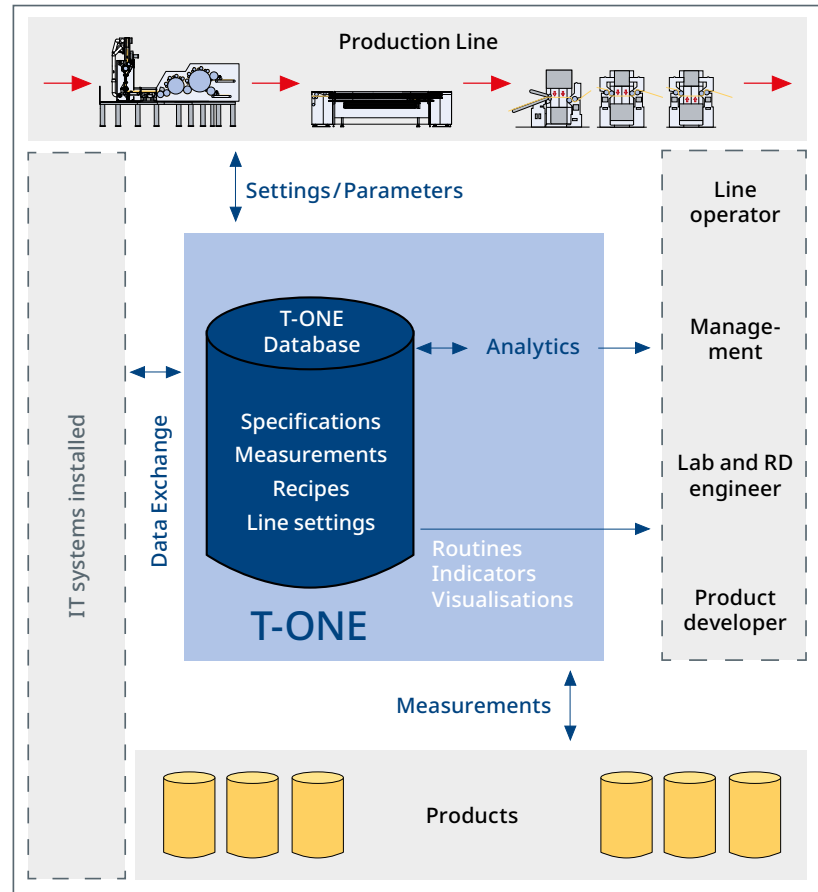 Production Line
Settings/Parameters
Line
operator
T-ONE
Database
Analytics
Manage-
ment
Specifications
Measurements
Recipes
Line settings
IT systems installed
Data Exchange
Lab and RD
engineer
Routines
Indicators
Visualisations
T-ONE
Product
developer
Measurements
Products